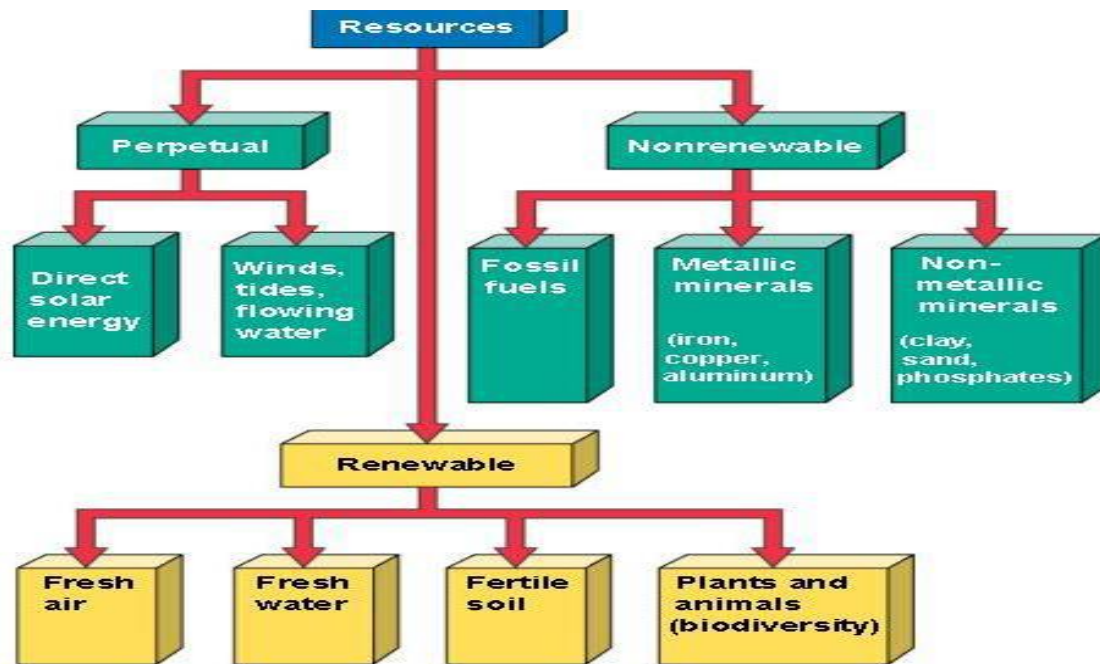 Resources
Perpetual
Nonrenewable
Direct
solar
energy
Winds,
tides,
flowing
water
Fossil
fuels
Metallic
minerals
(iron,
copper,
aluminum)
Non-
metallic
minerals
(clay,
sand,
phosphates)
Renewable
Fresh
air
Fresh
water
Fertile
soil
Plants and
animals
(biodiversity)